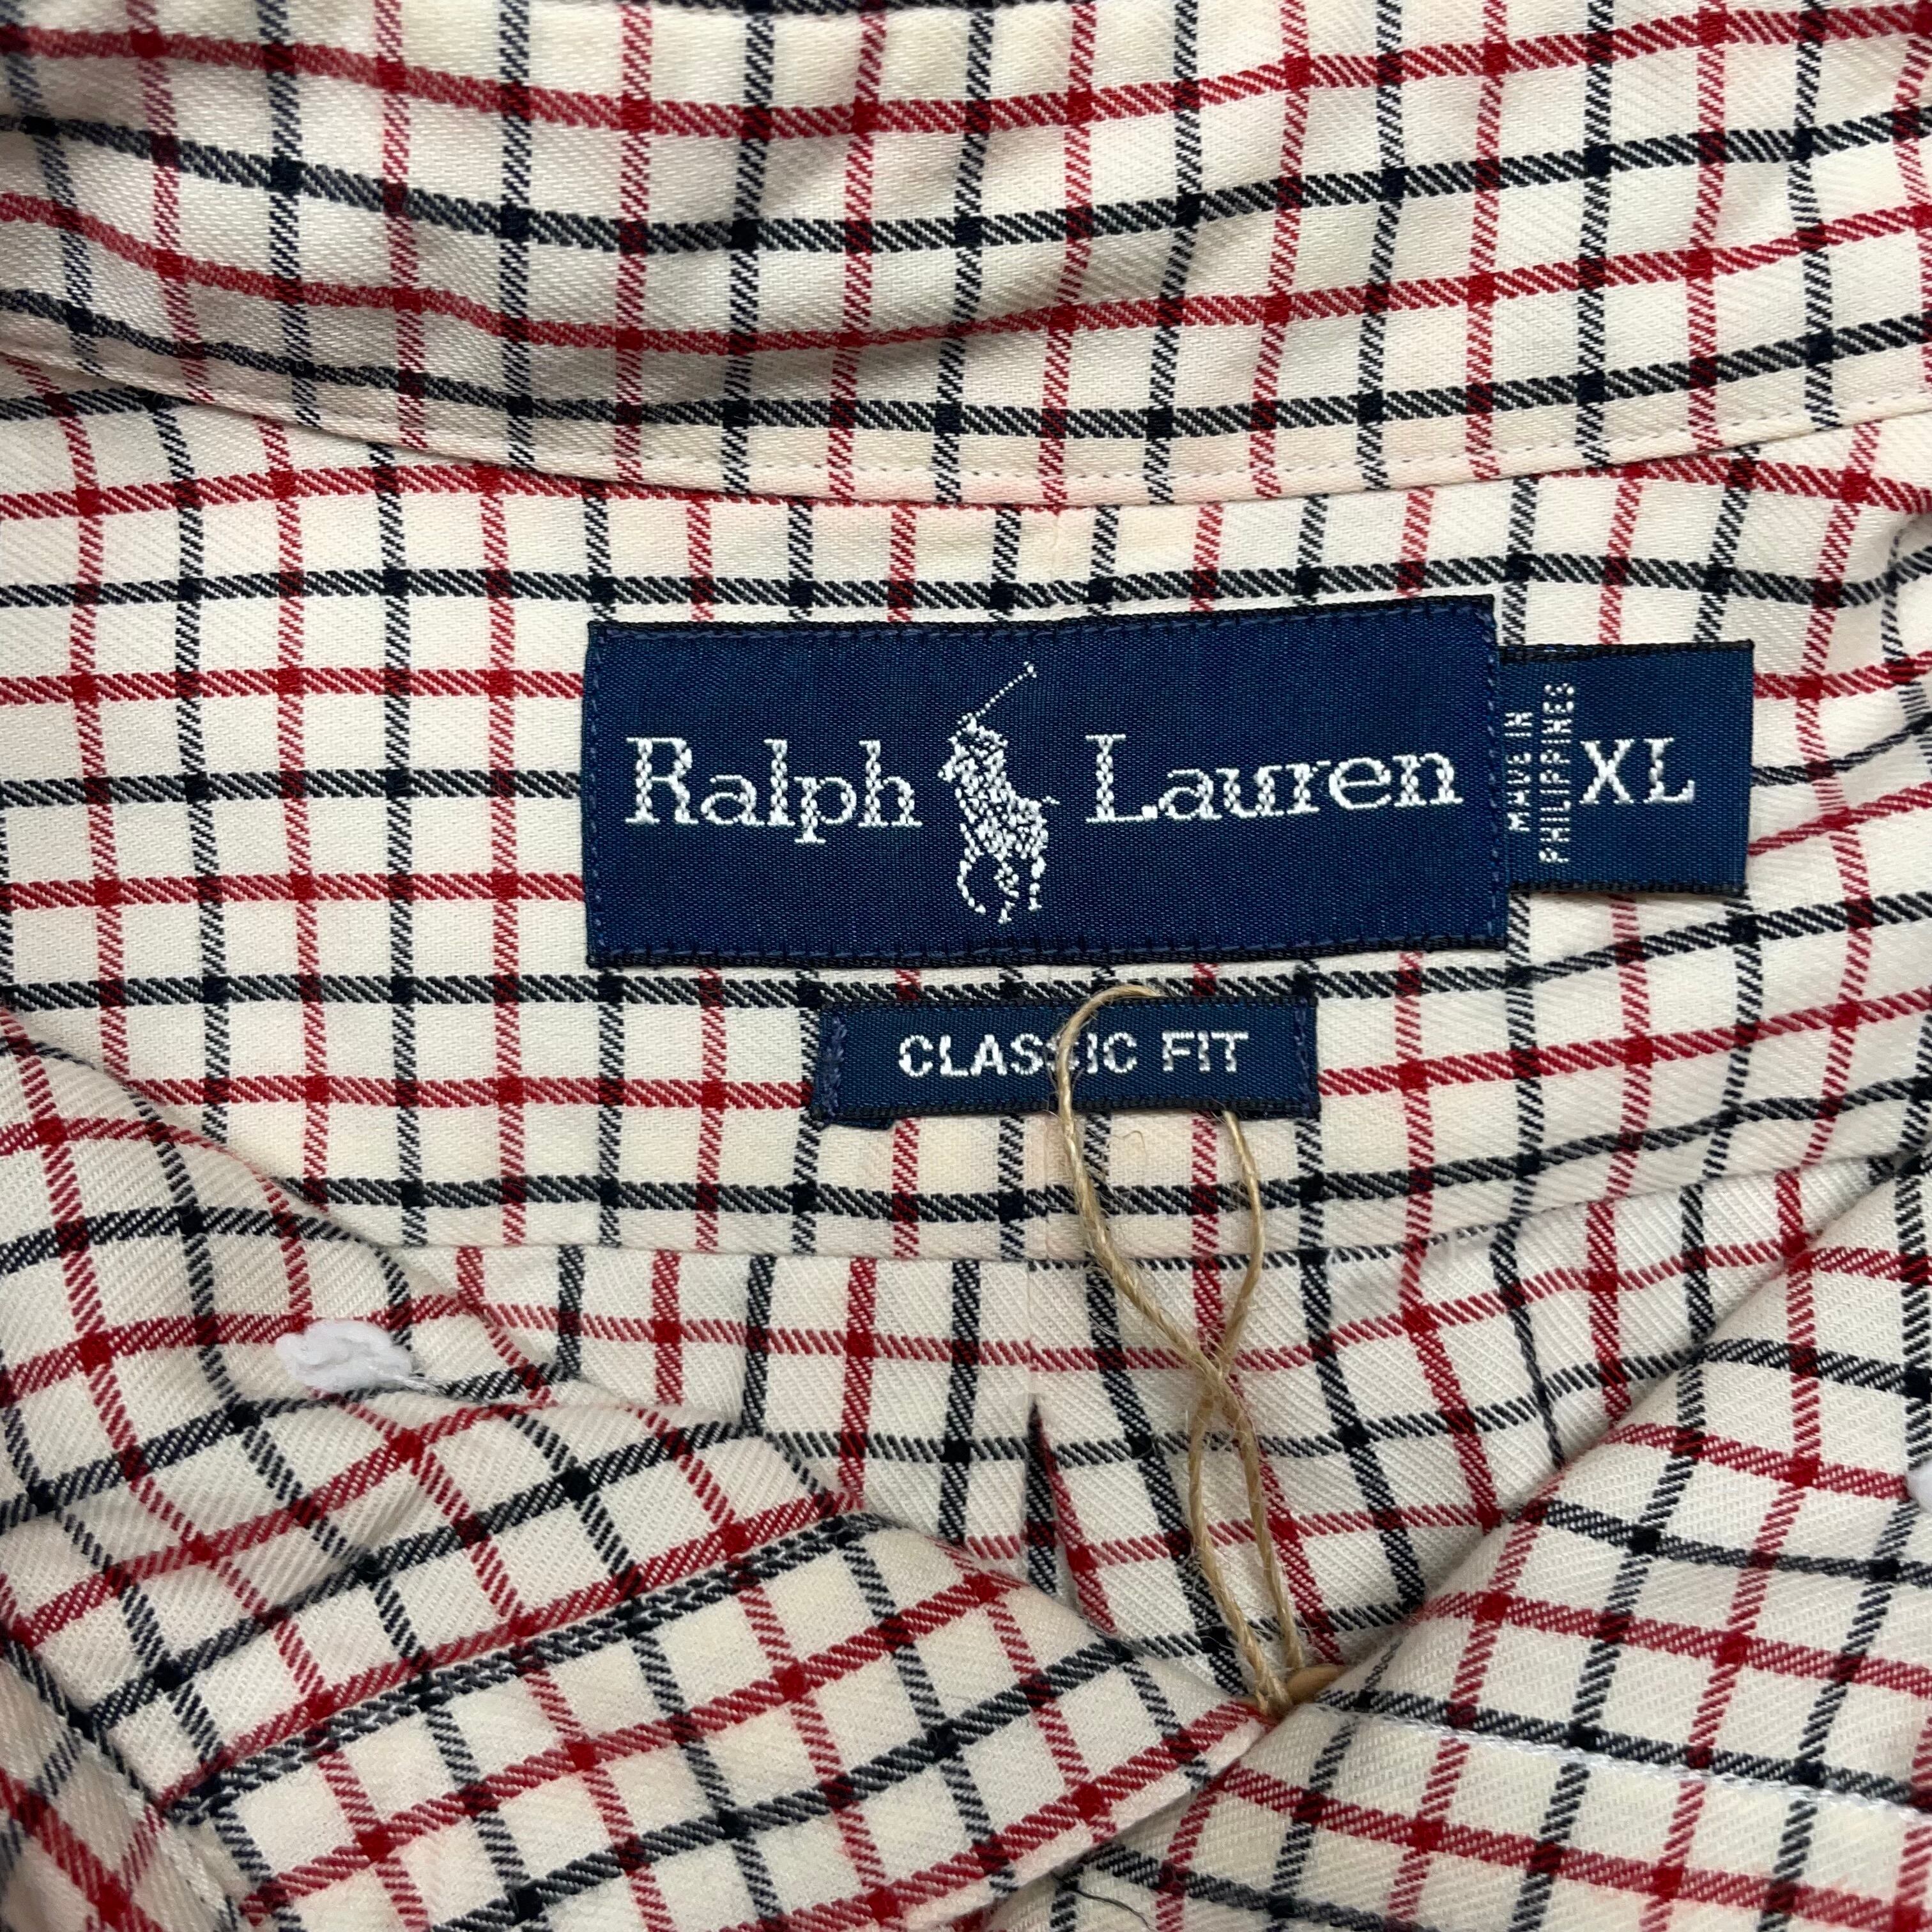 Ralph Lauren
MADE IN
PHILIPPINES
XL
CLASSIC FIT